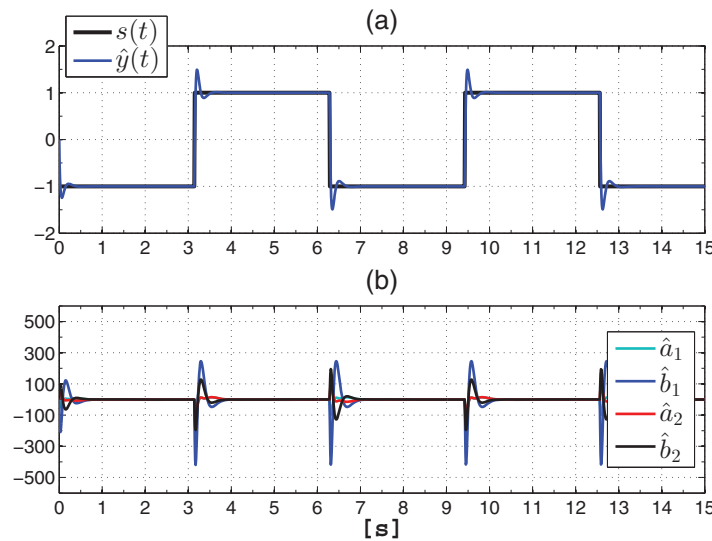 (a)
s(t)
ŷ(t)
2
1
0
−1
−2
0 1 2 3 4 5 6 7 8 9 10 11 12 13 14 15
(b)
500
300
100
−100
−300
−500
â₁
b̂₁
â₂
b̂₂
0 1 2 3 4 5 6 7 8 9 10 11 12 13 14 15
[s]